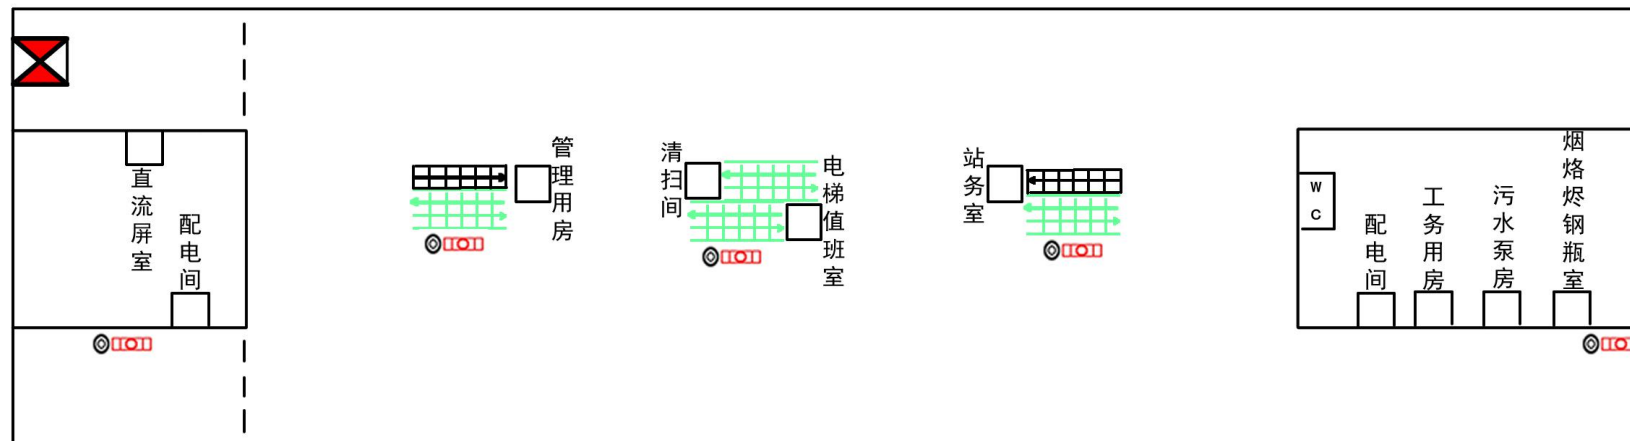 直流屏室
配电间
管理用房
清扫间
电梯值班室
站务室
WC
配电间
工务用房
污水泵房
烟烙烬钢瓶室